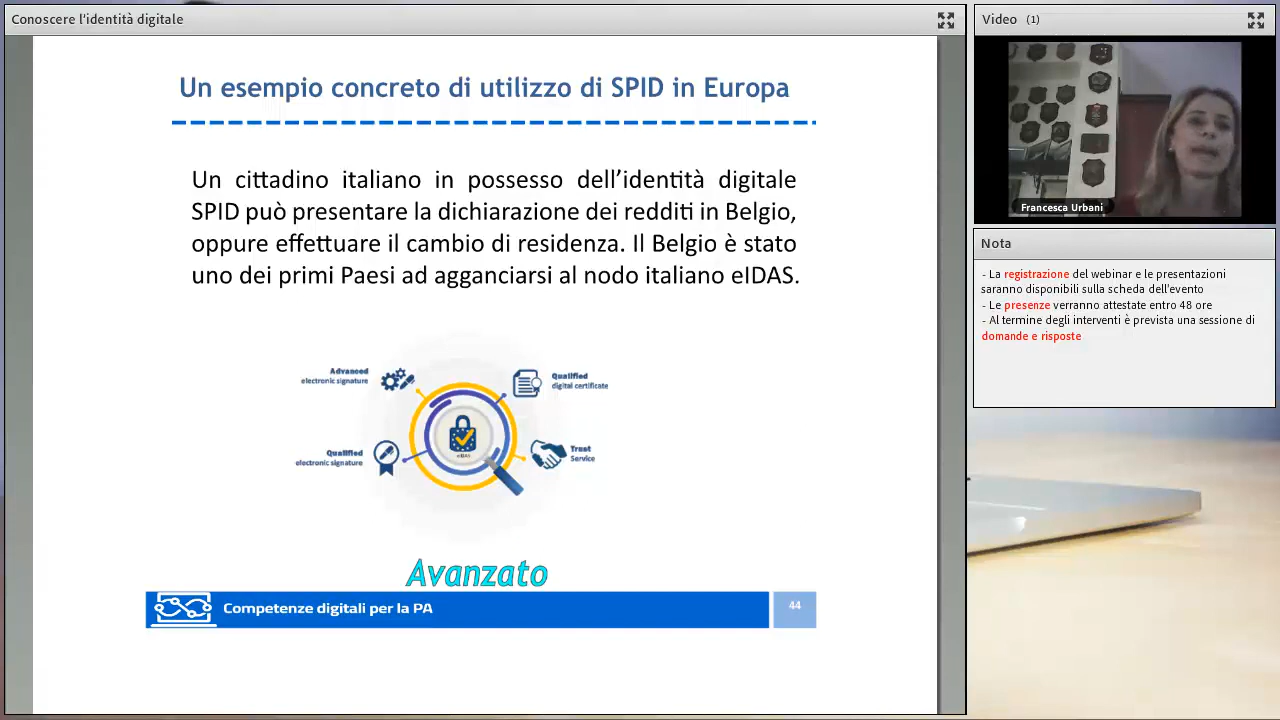 Conoscere l'identità digitale
Un esempio concreto di utilizzo di SPID in Europa
Un cittadino italiano in possesso dell'identità digitale
SPID può presentare la dichiarazione dei redditi in Belgio,
oppure effettuare il cambio di residenza. Il Belgio è stato
uno dei primi Paesi ad agganciarsi al nodo italiano eIDAS.
Advanced
electronic signature
Qualified
digital certificate
Qualified
electronic signature
eIDAS
Trust
Service
Avanzato
Competenze digitali per la PA
44
Video (1)
Francesca Urbani
Nota
- La registrazione del webinar e le presentazioni
saranno disponibili sulla scheda dell'evento
- Le presenze verranno attestate entro 48 ore
- Al termine degli interventi è prevista una sessione di
domande e risposte